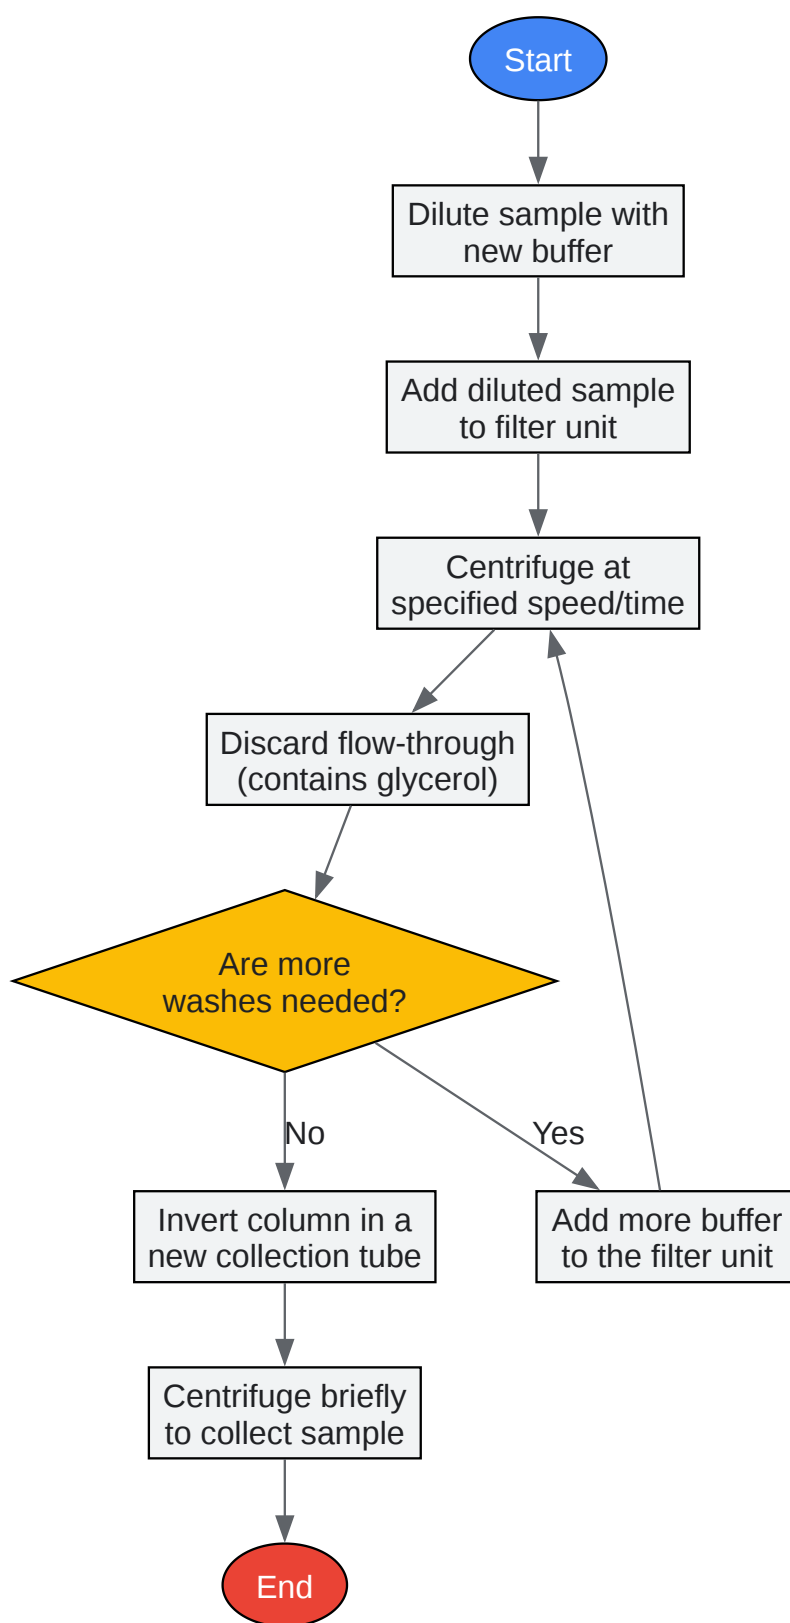 Start
Dilute sample with
new buffer
Add diluted sample
to filter unit
Centrifuge at
specified speed/time
Discard flow-through
(contains glycerol)
Are more
washes needed?
No
Yes
Invert column in a
new collection tube
Add more buffer
to the filter unit
Centrifuge briefly
to collect sample
End